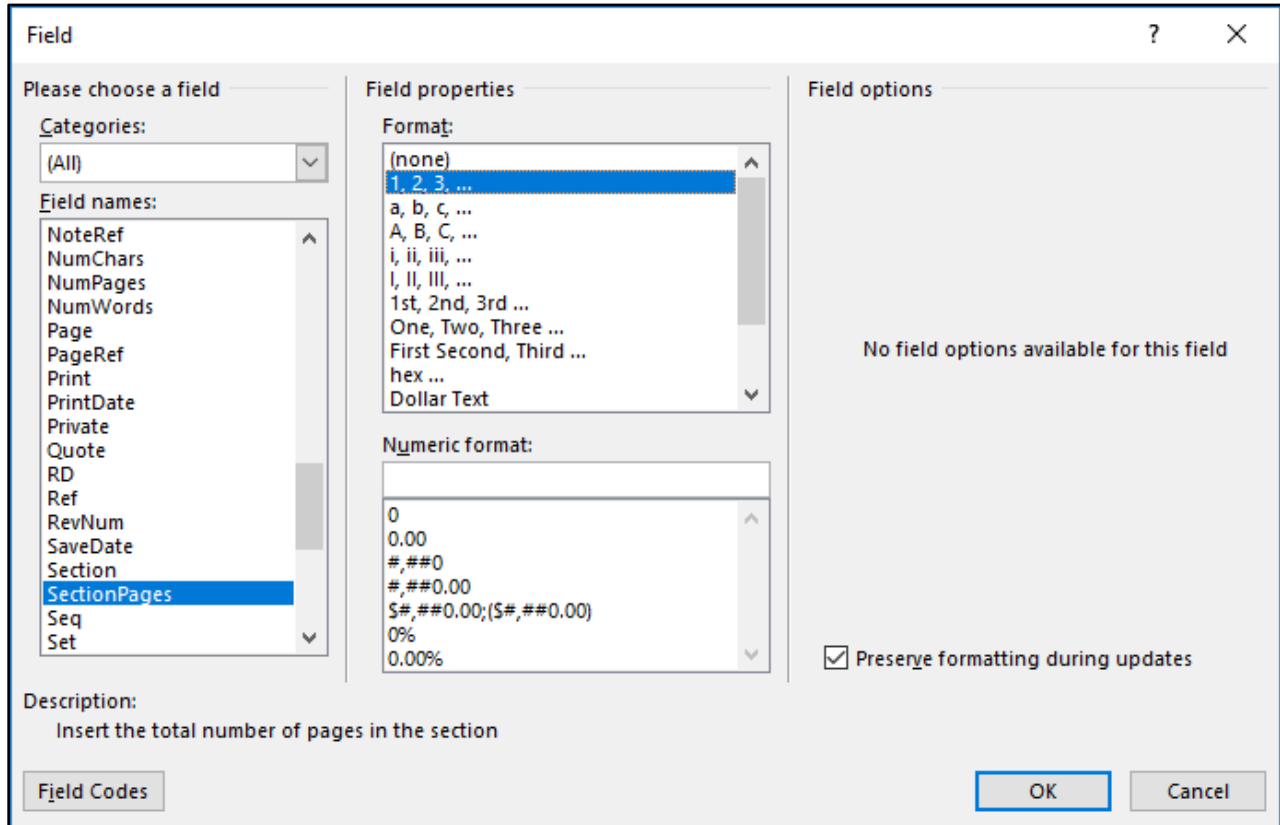 Field
?
Please choose a field
Categories:
(All)
Field names:
NoteRef
NumChars
NumPages
NumWords
Page
PageRef
Print
PrintDate
Private
Quote
RD
Ref
RevNum
SaveDate
Section
SectionPages
Seq
Set
Field properties
Format:
(none)
1, 2, 3, ...
a, b, c, ...
A, B, C, ...
i, ii, iii, ...
I, II, III, ...
1st, 2nd, 3rd ...
One, Two, Three ...
First Second, Third ...
hex ...
Dollar Text
Numeric format:
0
0.00
#,##0
#,##0.00
$#,##0.00;($#,##0.00)
0%
0.00%
Field options
No field options available for this field
Preserve formatting during updates
Description:
Insert the total number of pages in the section
Field Codes
OK
Cancel